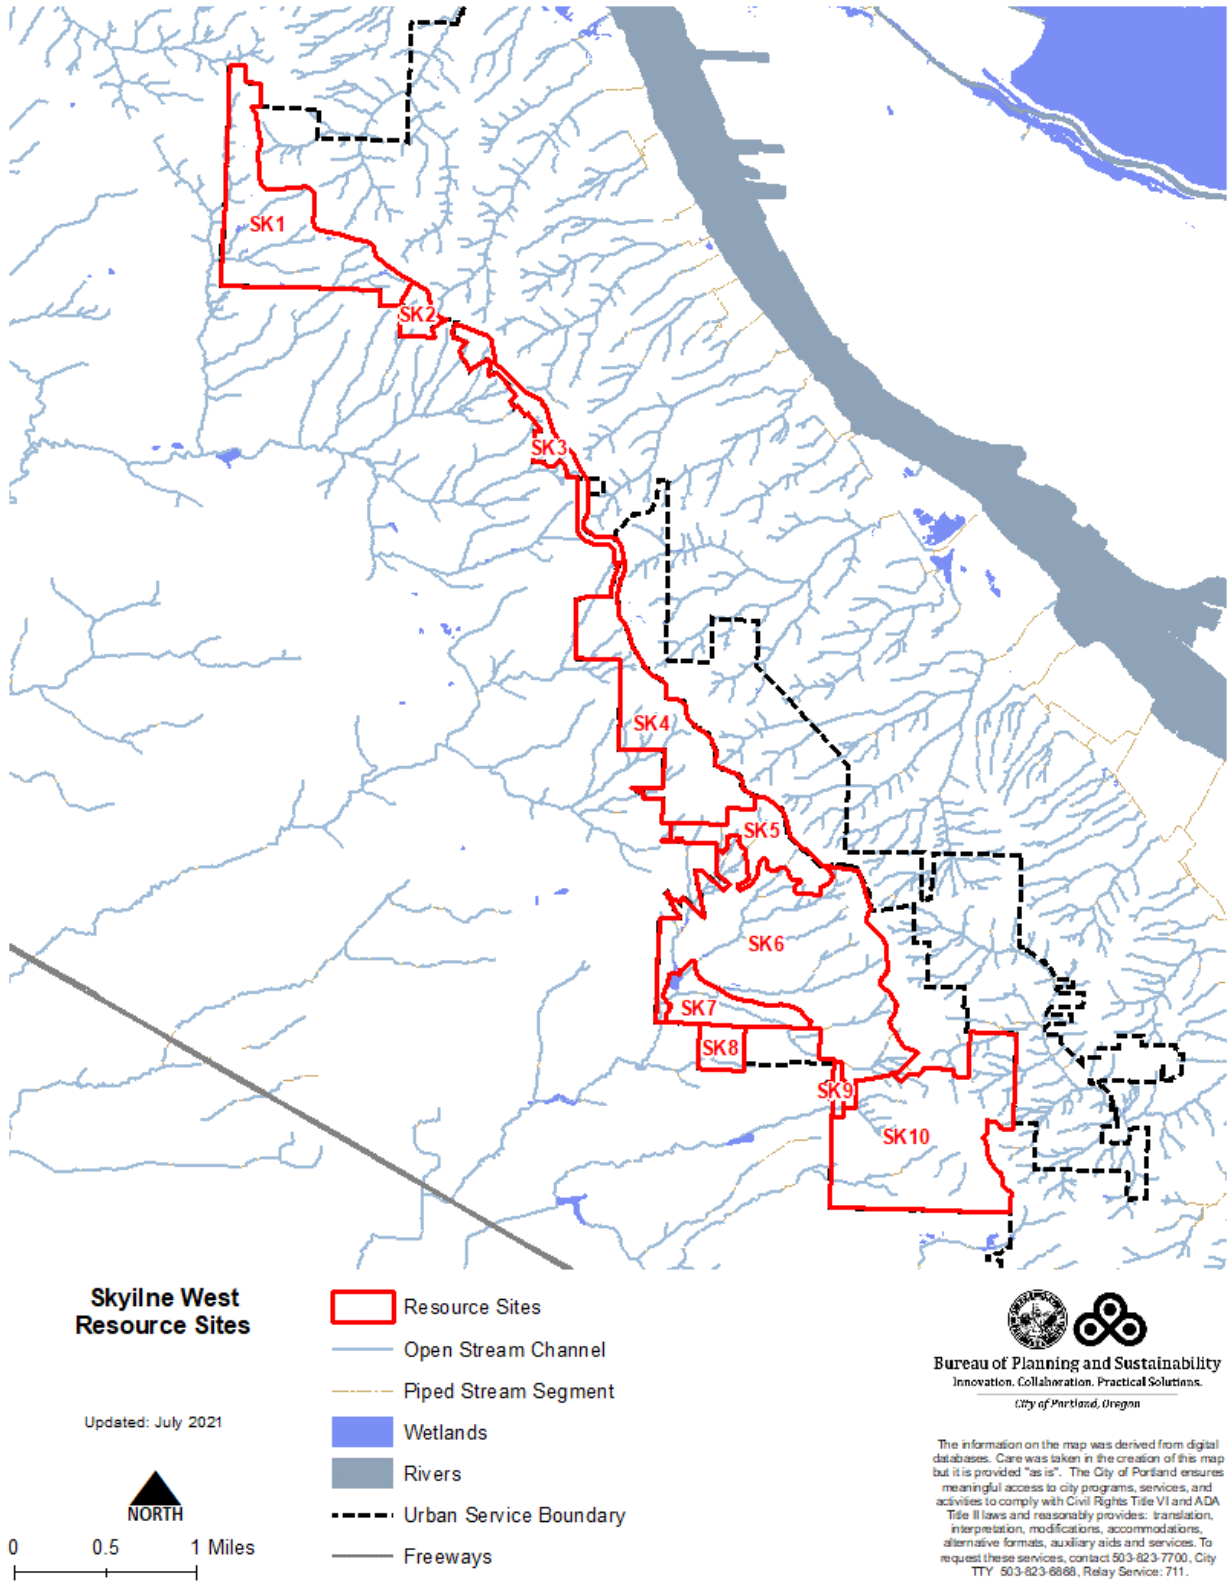 SK1
SK2
SK3
SK4
SK5
SK6
SK7
SK8
SK9
SK10
Skyilne West
Resource Sites
Updated: July 2021
NORTH
0 0.5 1 Miles
Resource Sites
Open Stream Channel
Piped Stream Segment
Wetlands
Rivers
Urban Service Boundary
Freeways
Bureau of Planning and Sustainability
Innovation. Collaboration. Practical Solutions.
City of Portland, Oregon
The information on the map was derived from digital
databases. Care was taken in the creation of this map
but it is provided "as is". The City of Portland ensures
meaningful access to city programs, services, and
activities to comply with Civil Rights Title VI and ADA
Title II laws and reasonably provides: translation,
interpretation, modifications, accommodations,
alternative formats, auxiliary aids and services. To
request these services, contact 503-823-7700, City
TTY 503-823-6868, Relay Service: 711.